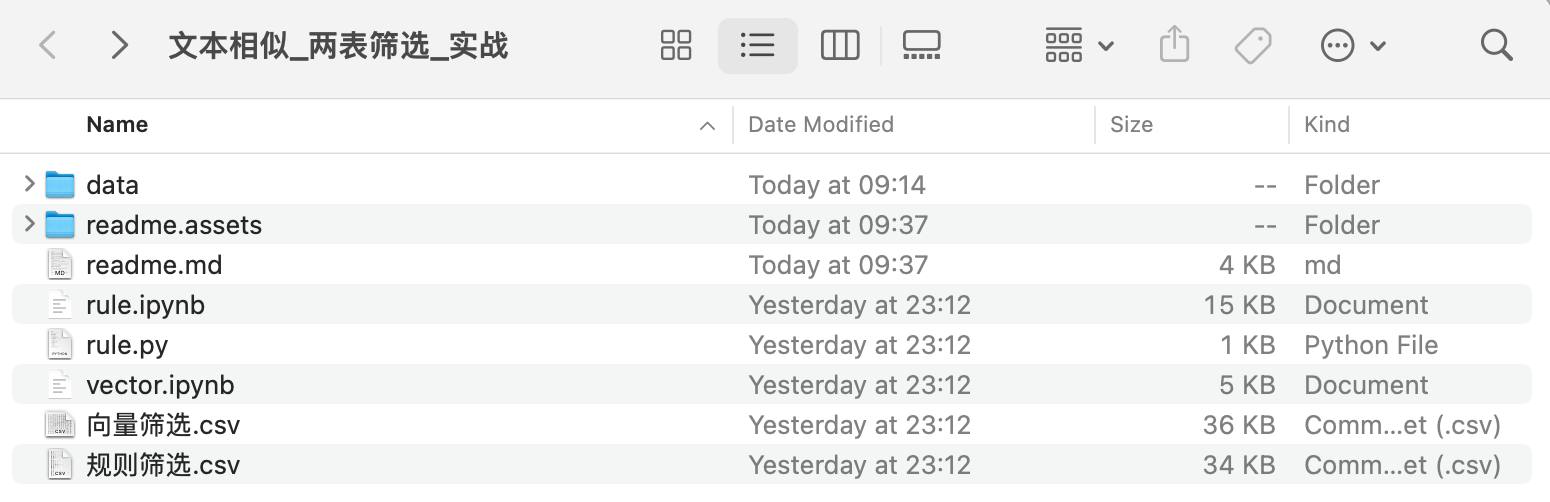 文本相似_两表筛选_实战
Name Date Modified Size Kind
data Today at 09:14 -- Folder
readme.assets Today at 09:37 -- Folder
readme.md Today at 09:37 4 KB md
rule.ipynb Yesterday at 23:12 15 KB Document
rule.py Yesterday at 23:12 1 KB Python File
vector.ipynb Yesterday at 23:12 5 KB Document
向量筛选.csv Yesterday at 23:12 36 KB Comm...et (.csv)
规则筛选.csv Yesterday at 23:12 34 KB Comm...et (.csv)